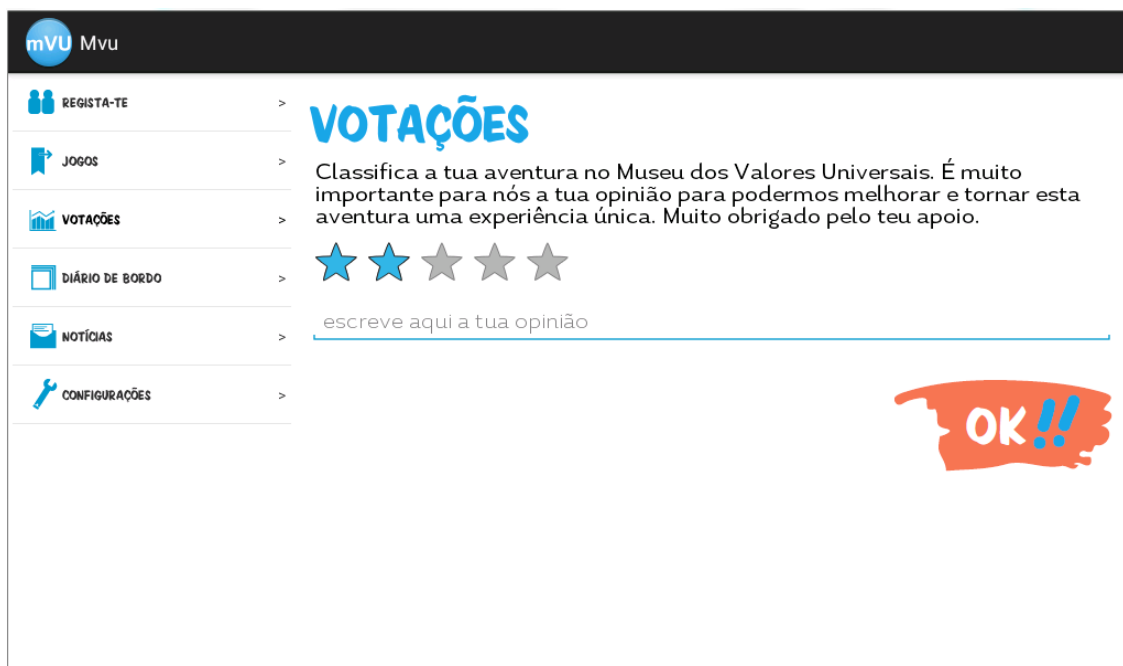 mVU Mvu
REGISTA-TE >
JOGOS >
VOTAÇÕES >
DIÁRIO DE BORDO >
NOTÍCIAS >
CONFIGURAÇÕES >
VOTAÇÕES
Classifica a tua aventura no Museu dos Valores Universais. É muito
importante para nós a tua opinião para podermos melhorar e tornar esta
aventura uma experiência única. Muito obrigado pelo teu apoio.
escreve aqui a tua opinião
OK!!